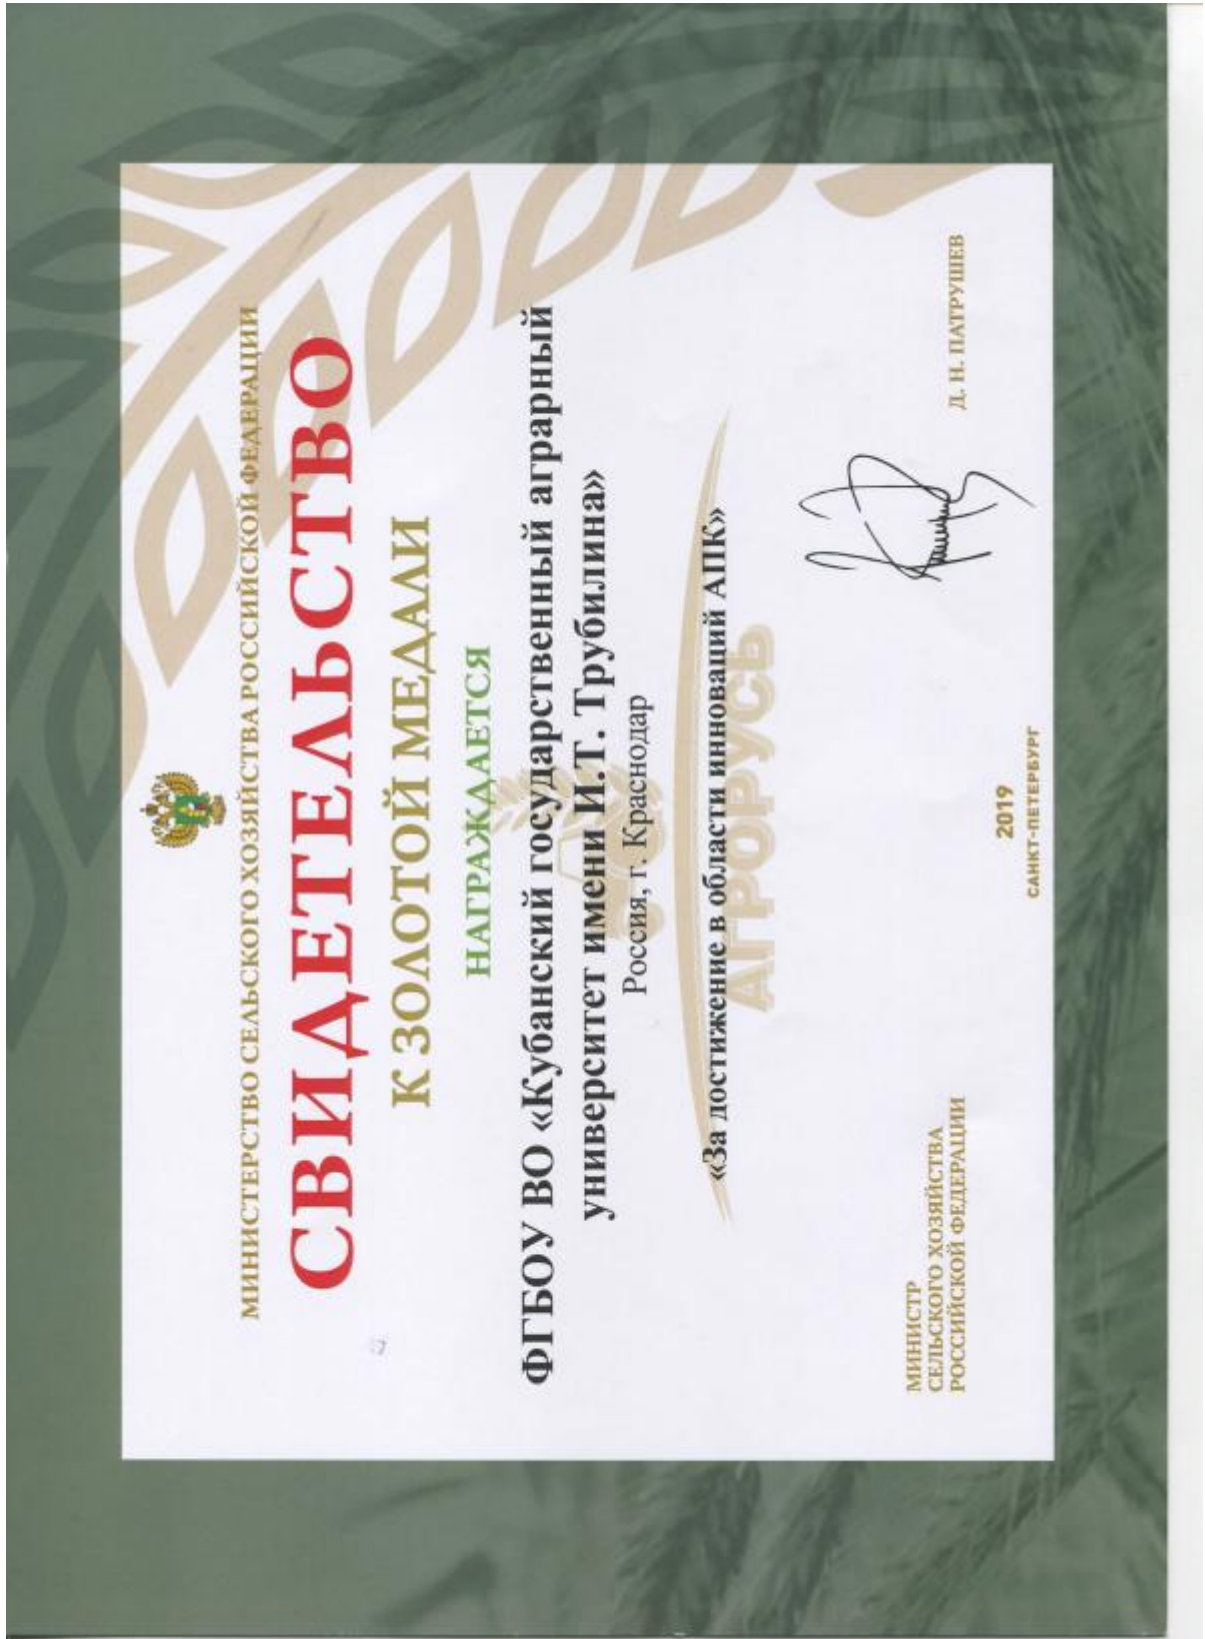 МИНИСТЕРСТВО СЕЛЬСКОГО ХОЗЯЙСТВА РОССИЙСКОЙ ФЕДЕРАЦИИ
СВИДЕТЕЛЬСТВО
К ЗОЛОТОЙ МЕДАЛИ
НАГРАЖДАЕТСЯ
ФГБОУ ВО «Кубанский государственный аграрный
университет имени И.Т. Трубилина»
Россия, г. Краснодар
«За достижение в области инноваций АПК»
АГРОРУСЬ
МИНИСТР
СЕЛЬСКОГО ХОЗЯЙСТВА
РОССИЙСКОЙ ФЕДЕРАЦИИ
Д. Н. ПАТРУШЕВ
2019
САНКТ-ПЕТЕРБУРГ